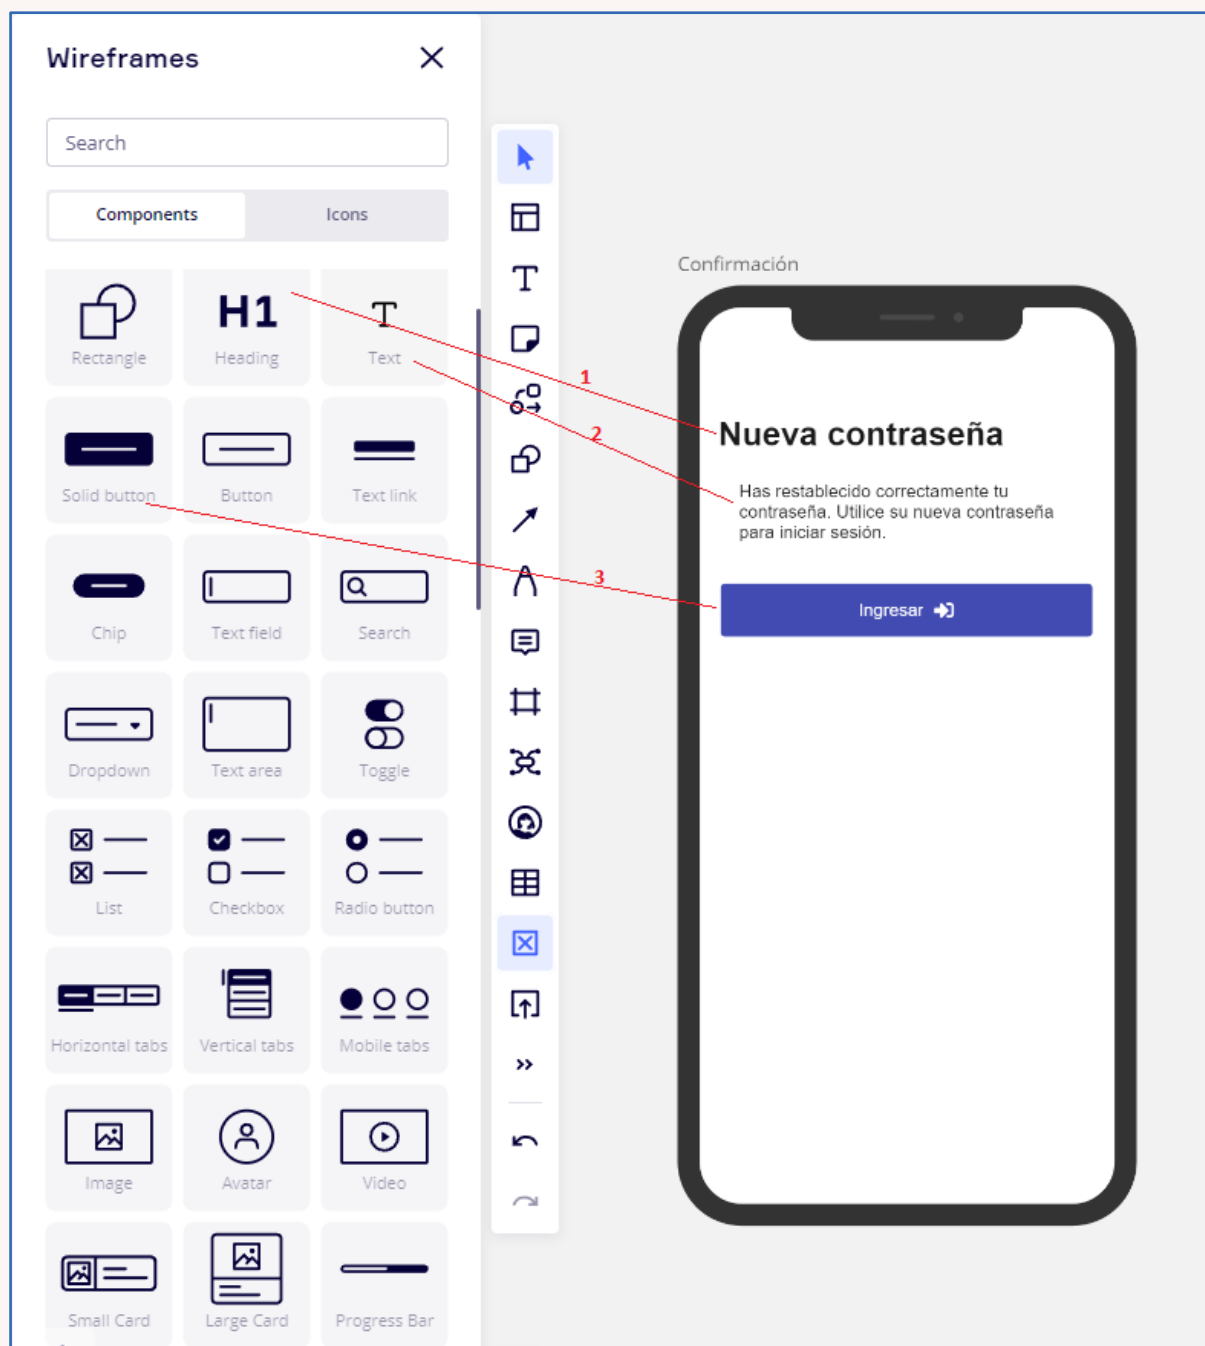 Wireframes
Search
Components Icons
H1
T
Rectangle Heading Text
Solid button Button Text link
Chip Text field Search
Dropdown Text area Toggle
List Checkbox Radio button
Horizontal tabs Vertical tabs Mobile tabs
Image Avatar Video
Small Card Large Card Progress Bar
T
1
2
3
Confirmación
Nueva contraseña
Has restablecido correctamente tu
contraseña. Utilice su nueva contraseña
para iniciar sesión.
Ingresar